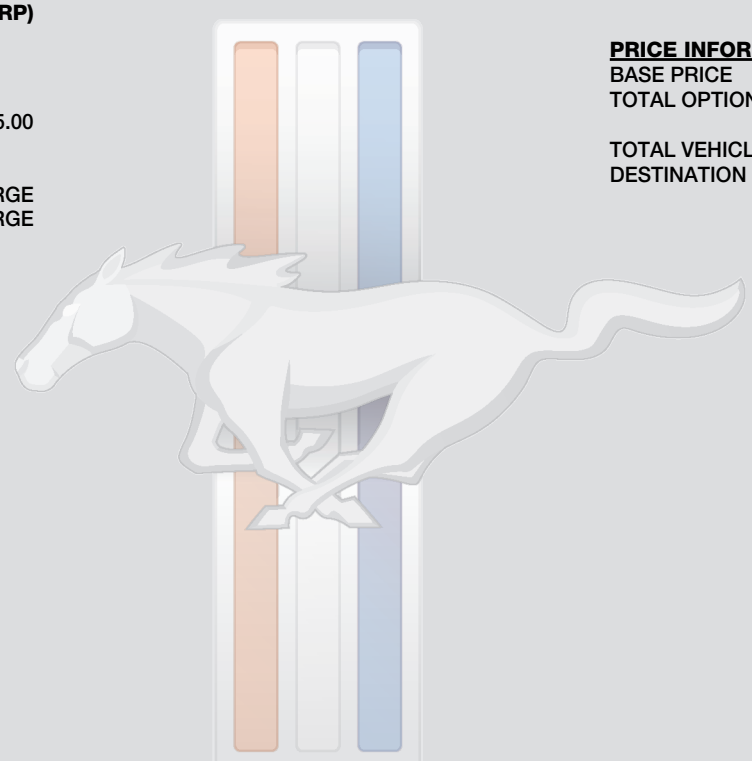 RP)
5.00
RGE
RGE
PRICE INFOR
BASE PRICE
TOTAL OPTION
TOTAL VEHICL
DESTINATION